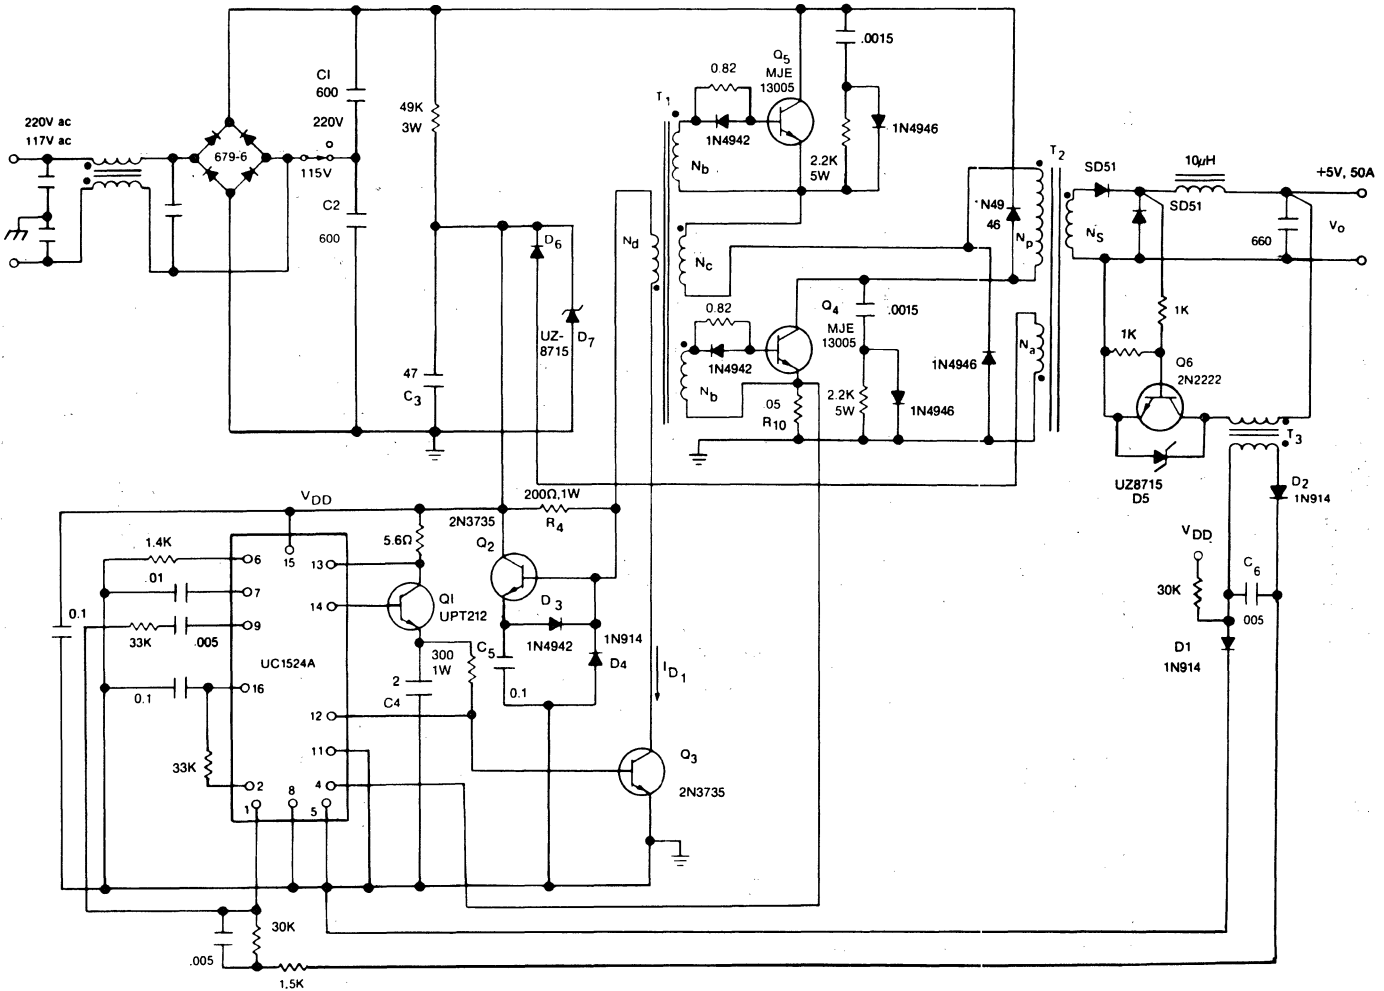 220V ac
117V ac
679-6
C1
600
220V
115V
C2
600
49K
3W
47
C3
D6
UZ-
8715
D7
T1
0.82
1N4942
Nb
Q5
MJE
13005
.0015
2.2K
5W
1N4946
Nd
Nc
0.82
1N4942
Nb
Q4
MJE
13005
.0015
.05
R10
2.2K
5W
1N4946
N49
46
Np
1N4946
Na
T2
NS
SD51
SD51
10μH
+5V, 50A
660
Vo
1K
1K
Q6
2N2222
UZ8715
D5
T3
D2
1N914
VDD
30K
C6
005
D1
1N914
VDD
200Ω,1W
R4
2N3735
Q2
5.6Ω
Q1
UPT212
D3
1N4942
1N914
D4
C5
0.1
300
1W
2
C4
ID1
Q3
2N3735
UC1524A
6
7
9
16
2
1
8
5
15
13
14
12
11
4
1.4K
.01
33K
.005
0.1
0.1
33K
30K
.005
1.5K